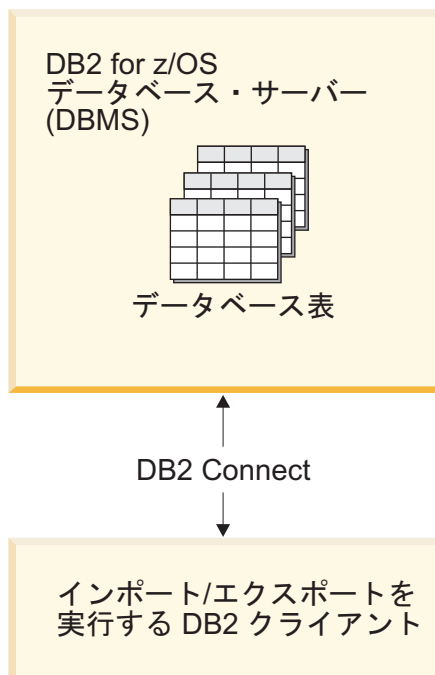 DB2 for z/OS
データベース・サーバー
(DBMS)
データベース表
DB2 Connect
インポート/エクスポートを
実行する DB2 クライアント